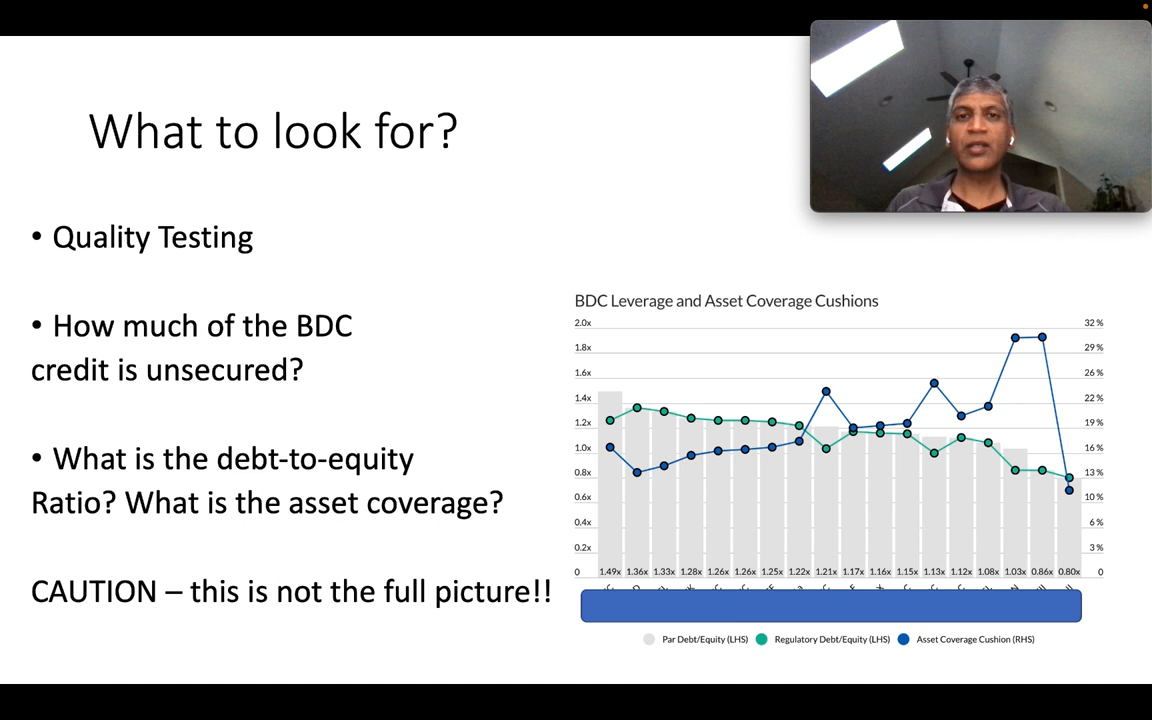 What to look for?
• Quality Testing
• How much of the BDC
credit is unsecured?
• What is the debt-to-equity
Ratio? What is the asset coverage?
CAUTION – this is not the full picture!!
BDC Leverage and Asset Coverage Cushions
2.0x 32 %
1.8x 29 %
1.6x 26 %
1.4x 22 %
1.2x 19 %
1.0x 16 %
0.8x 13 %
0.6x 10 %
0.4x 6 %
0.2x 3 %
0 1.49x 1.36x 1.33x 1.28x 1.26x 1.26x 1.25x 1.22x 1.21x 1.17x 1.16x 1.15x 1.13x 1.12x 1.08x 1.03x 0.86x 0.80x 0
Par Debt/Equity (LHS) Regulatory Debt/Equity (LHS) Asset Coverage Cushion (RHS)